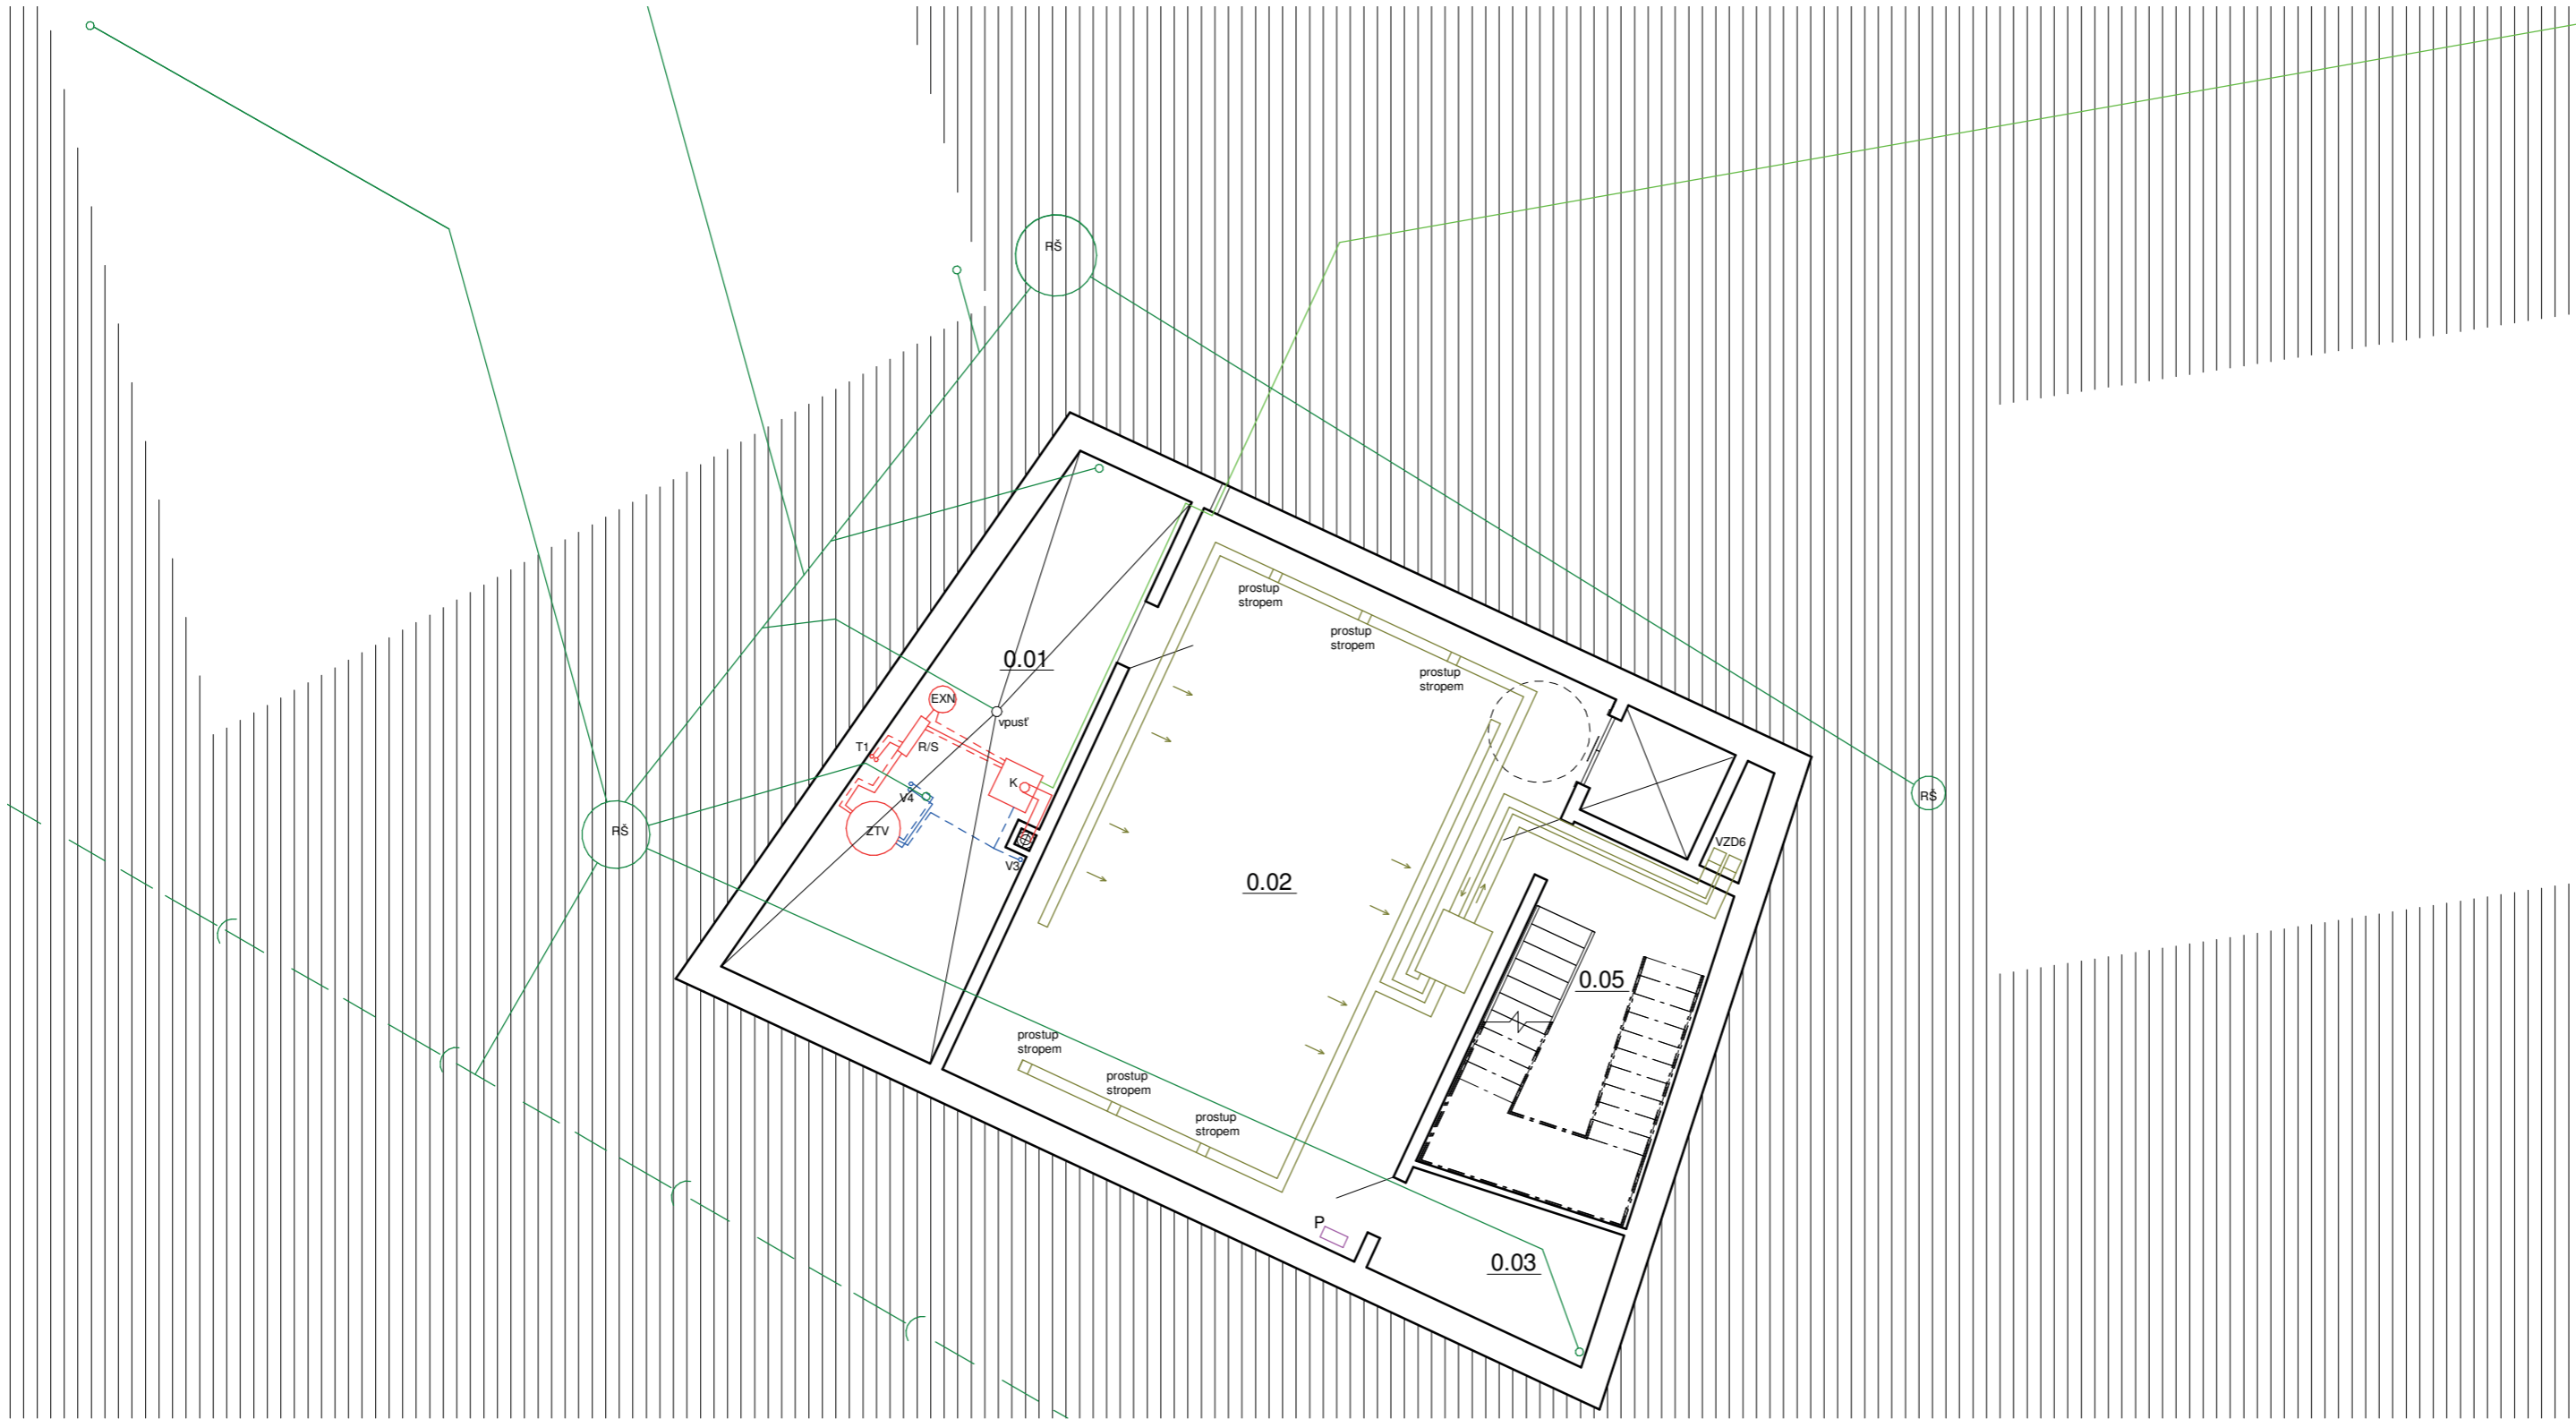 RŠ
prostup
stropem
prostup
stropem
0.01
prostup
stropem
EXN
vpusť
T1
R/S
K
V4
RŠ
RŠ
ZTV
VZD6
V3
0.02
0.05
prostup
stropem
prostup
stropem
prostup
stropem
P
0.03